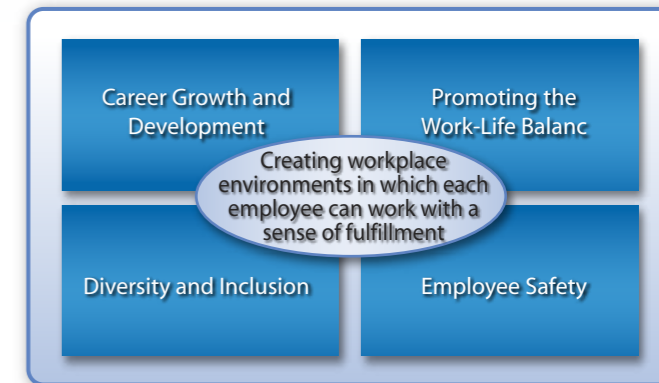 Career Growth and
Development
Promoting the
Work-Life Balanc
Creating workplace
environments in which each
employee can work with a
sense of fulfillment
Diversity and Inclusion
Employee Safety